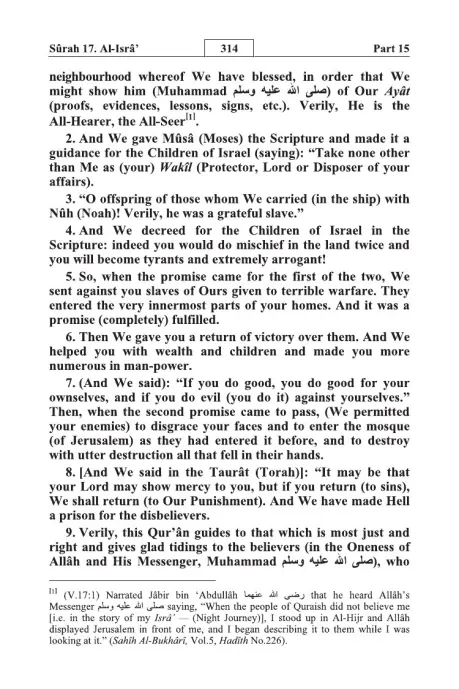 Sûrah 17. Al-Isrâ’ 314 Part 15
neighbourhood whereof We have blessed, in order that We
might show him (Muhammad صلى الله عليه وسلم) of Our Ayât
(proofs, evidences, lessons, signs, etc.). Verily, He is the
All-Hearer, the All-Seer[1].
2. And We gave Mûsâ (Moses) the Scripture and made it a
guidance for the Children of Israel (saying): “Take none other
than Me as (your) Wakîl (Protector, Lord or Disposer of your
affairs).
3. “O offspring of those whom We carried (in the ship) with
Nûh (Noah)! Verily, he was a grateful slave.”
4. And We decreed for the Children of Israel in the
Scripture: indeed you would do mischief in the land twice and
you will become tyrants and extremely arrogant!
5. So, when the promise came for the first of the two, We
sent against you slaves of Ours given to terrible warfare. They
entered the very innermost parts of your homes. And it was a
promise (completely) fulfilled.
6. Then We gave you a return of victory over them. And We
helped you with wealth and children and made you more
numerous in man-power.
7. (And We said): “If you do good, you do good for your
ownselves, and if you do evil (you do it) against yourselves.”
Then, when the second promise came to pass, (We permitted
your enemies) to disgrace your faces and to enter the mosque
(of Jerusalem) as they had entered it before, and to destroy
with utter destruction all that fell in their hands.
8. [And We said in the Taurât (Torah)]: “It may be that
your Lord may show mercy to you, but if you return (to sins),
We shall return (to Our Punishment). And We have made Hell
a prison for the disbelievers.
9. Verily, this Qur’ân guides to that which is most just and
right and gives glad tidings to the believers (in the Oneness of
Allâh and His Messenger, Muhammad صلى الله عليه وسلم), who
[1] (V.17:1) Narrated Jâbir bin ‘Abdullâh رضى الله عنهما that he heard Allâh’s
Messenger صلى الله عليه وسلم saying, “When the people of Quraish did not believe me
[i.e. in the story of my Isrâ’ — (Night Journey)], I stood up in Al-Hijr and Allâh
displayed Jerusalem in front of me, and I began describing it to them while I was
looking at it.” (Sahîh Al-Bukhârî, Vol.5, Hadîth No.226).